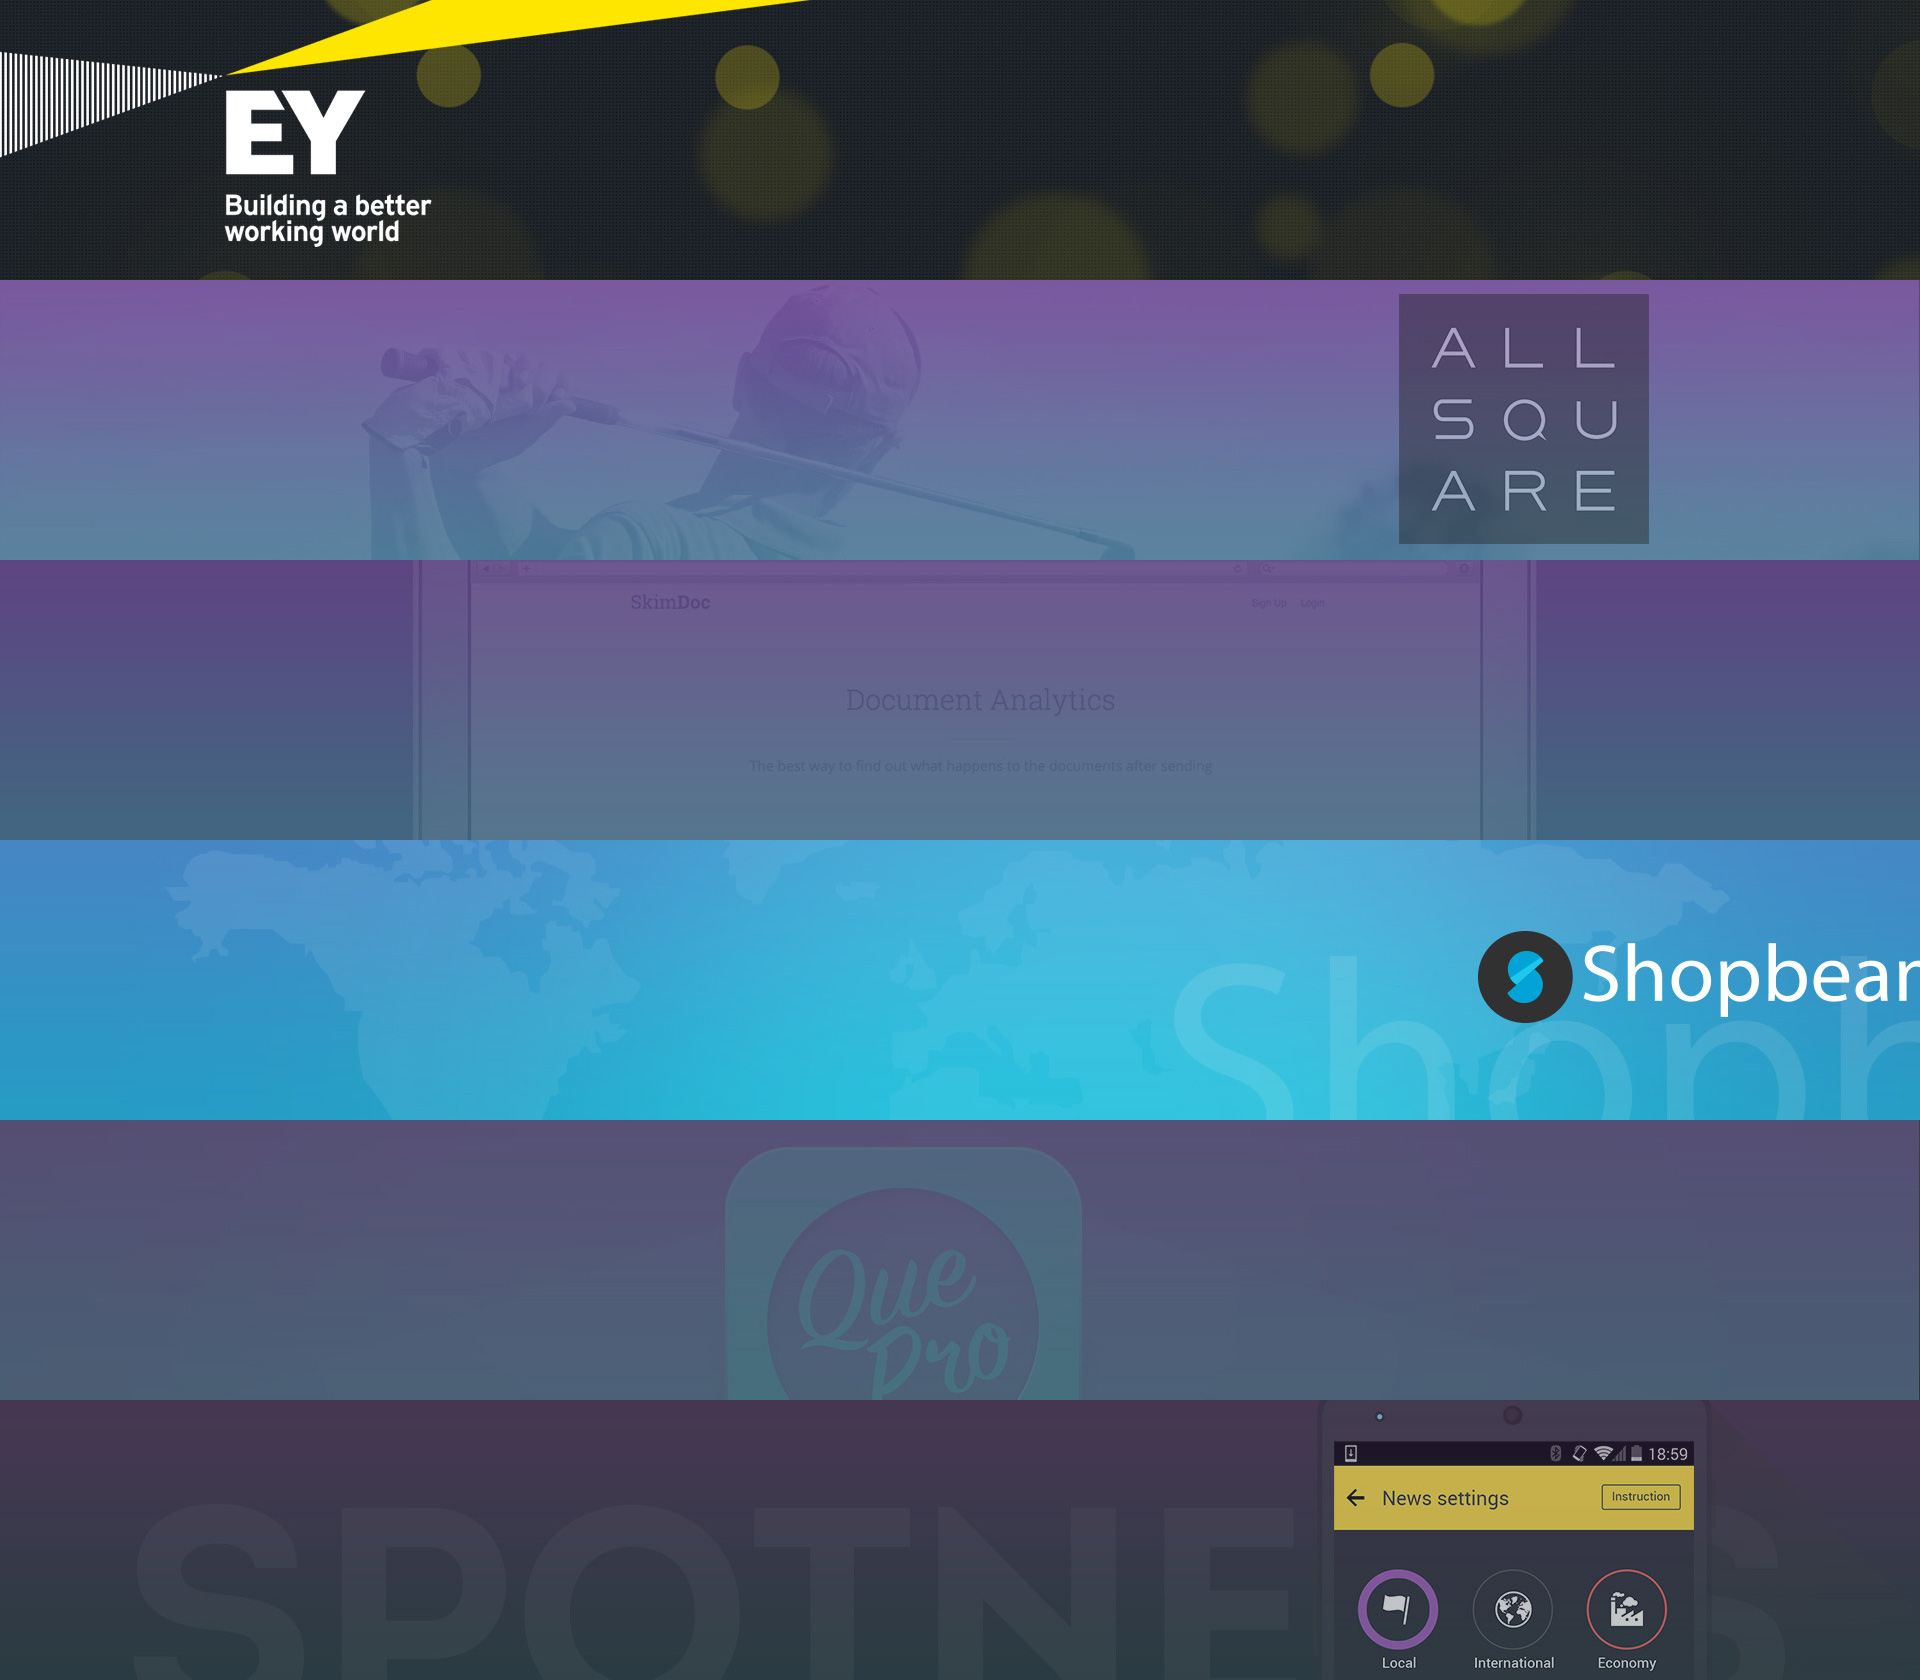 EY
Building a better
working world
ALL
SQU
ARE
SkimDoc
Sign Up Login
Document Analytics
The best way to find out what happens to the documents after sending
Shopbear
Shoph
Que
Pro
18:59
News settings
Instruction
SPOTNE S
Local International Economy